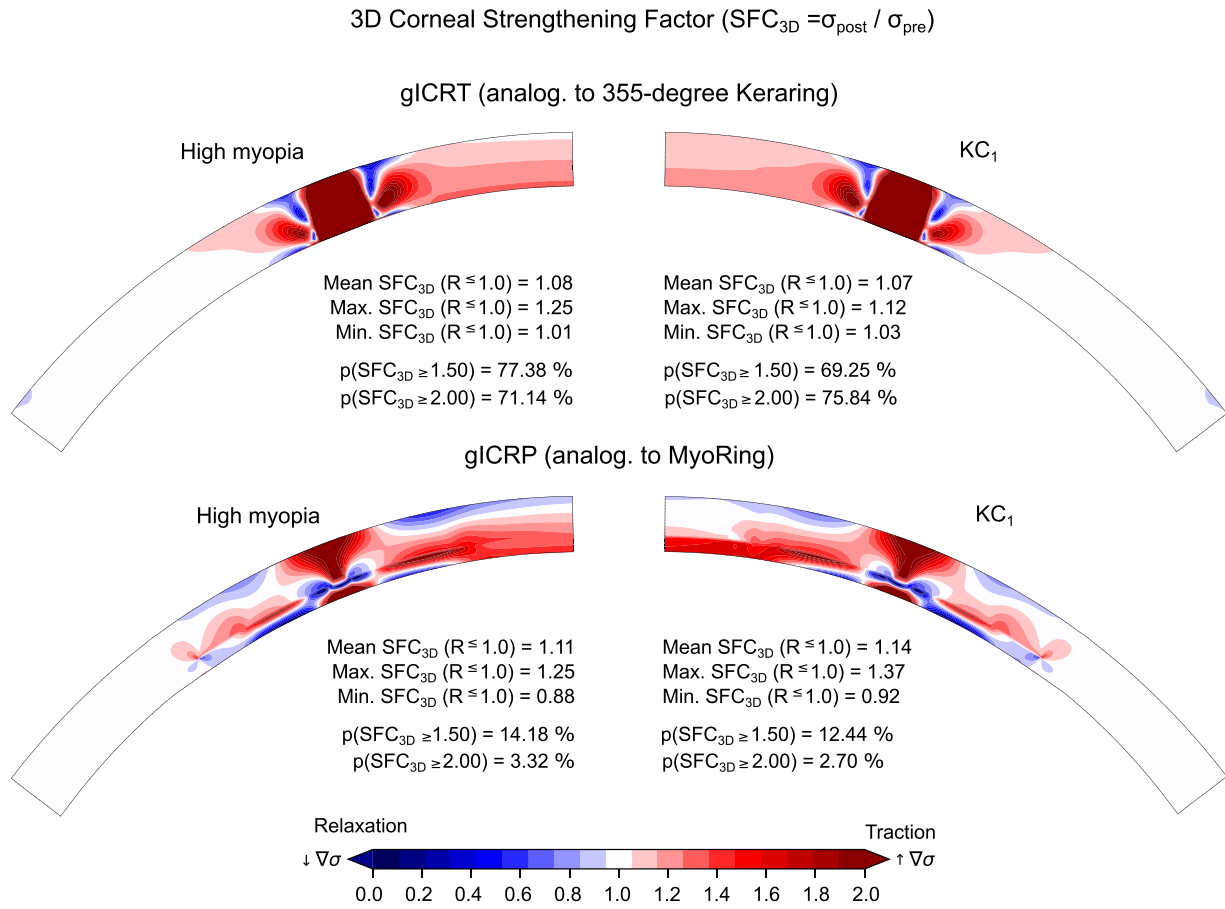 3D Corneal Strengthening Factor (SFC3D =σpost / σpre)
gICRT (analog. to 355-degree Keraring)
High myopia
KC1
Mean SFC3D (R ≤ 1.0) = 1.08
Max. SFC3D (R ≤ 1.0) = 1.25
Min. SFC3D (R ≤ 1.0) = 1.01
p(SFC3D ≥ 1.50) = 77.38 %
p(SFC3D ≥ 2.00) = 71.14 %
Mean SFC3D (R ≤ 1.0) = 1.07
Max. SFC3D (R ≤ 1.0) = 1.12
Min. SFC3D (R ≤ 1.0) = 1.03
p(SFC3D ≥ 1.50) = 69.25 %
p(SFC3D ≥ 2.00) = 75.84 %
gICRP (analog. to MyoRing)
High myopia
KC1
Mean SFC3D (R ≤ 1.0) = 1.11
Max. SFC3D (R ≤ 1.0) = 1.25
Min. SFC3D (R ≤ 1.0) = 0.88
p(SFC3D ≥ 1.50) = 14.18 %
p(SFC3D ≥ 2.00) = 3.32 %
Mean SFC3D (R ≤ 1.0) = 1.14
Max. SFC3D (R ≤ 1.0) = 1.37
Min. SFC3D (R ≤ 1.0) = 0.92
p(SFC3D ≥ 1.50) = 12.44 %
p(SFC3D ≥ 2.00) = 2.70 %
Relaxation
Traction
↓ ∇σ
↑ ∇σ
0.0 0.2 0.4 0.6 0.8 1.0 1.2 1.4 1.6 1.8 2.0